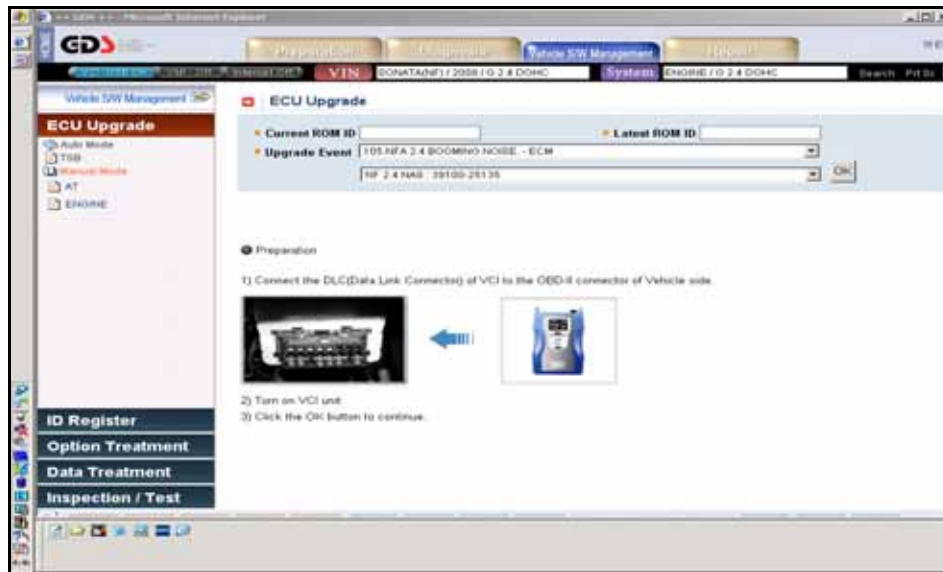 GDS
Vehicle S/W Management
VIN SONATA(NF) / 2008 / G 2.4 DOHC System ENGINE / G 2.4 DOHC Search
Vehicle S/W Management
ECU Upgrade
ECU Upgrade
Auto Mode
TSB
Manual Mode
AT
ENGINE
Current ROM ID Latest ROM ID
Upgrade Event 105.NFA 2.4 BOOMING NOISE - ECM
NF 2.4 NAS : 39100-25135 OK
Preparation
1) Connect the DLC(Data Link Connector) of VCI to the OBD-II connector of Vehicle side.
2) Turn on VCI unit
3) Click the OK button to continue.
ID Register
Option Treatment
Data Treatment
Inspection / Test